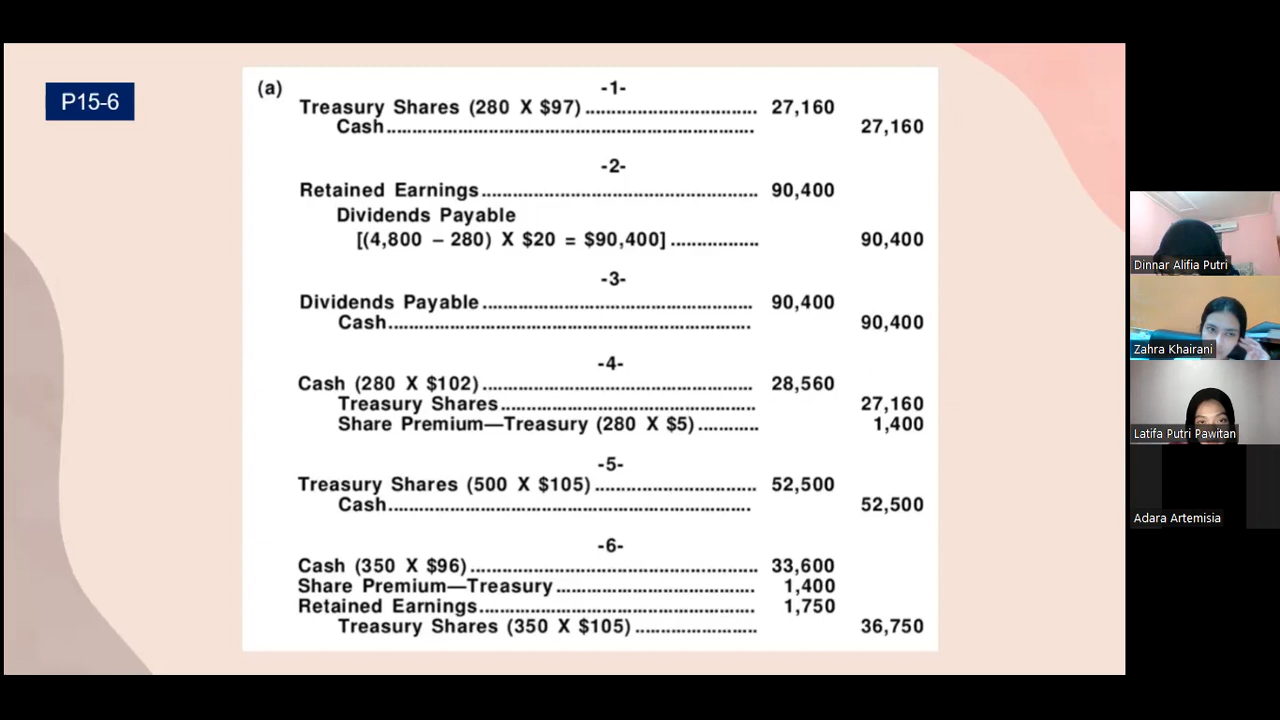 P15-6
(a)
-1-
Treasury Shares (280 X $97) 27,160
Cash 27,160
-2-
Retained Earnings 90,400
Dividends Payable
[(4,800 – 280) X $20 = $90,400] 90,400
-3-
Dividends Payable 90,400
Cash 90,400
-4-
Cash (280 X $102) 28,560
Treasury Shares 27,160
Share Premium—Treasury (280 X $5) 1,400
-5-
Treasury Shares (500 X $105) 52,500
Cash 52,500
-6-
Cash (350 X $96) 33,600
Share Premium—Treasury 1,400
Retained Earnings 1,750
Treasury Shares (350 X $105) 36,750
Dinnar Alifia Putri
Zahra Khairani
Latifa Putri Pawitan
Adara Artemisia